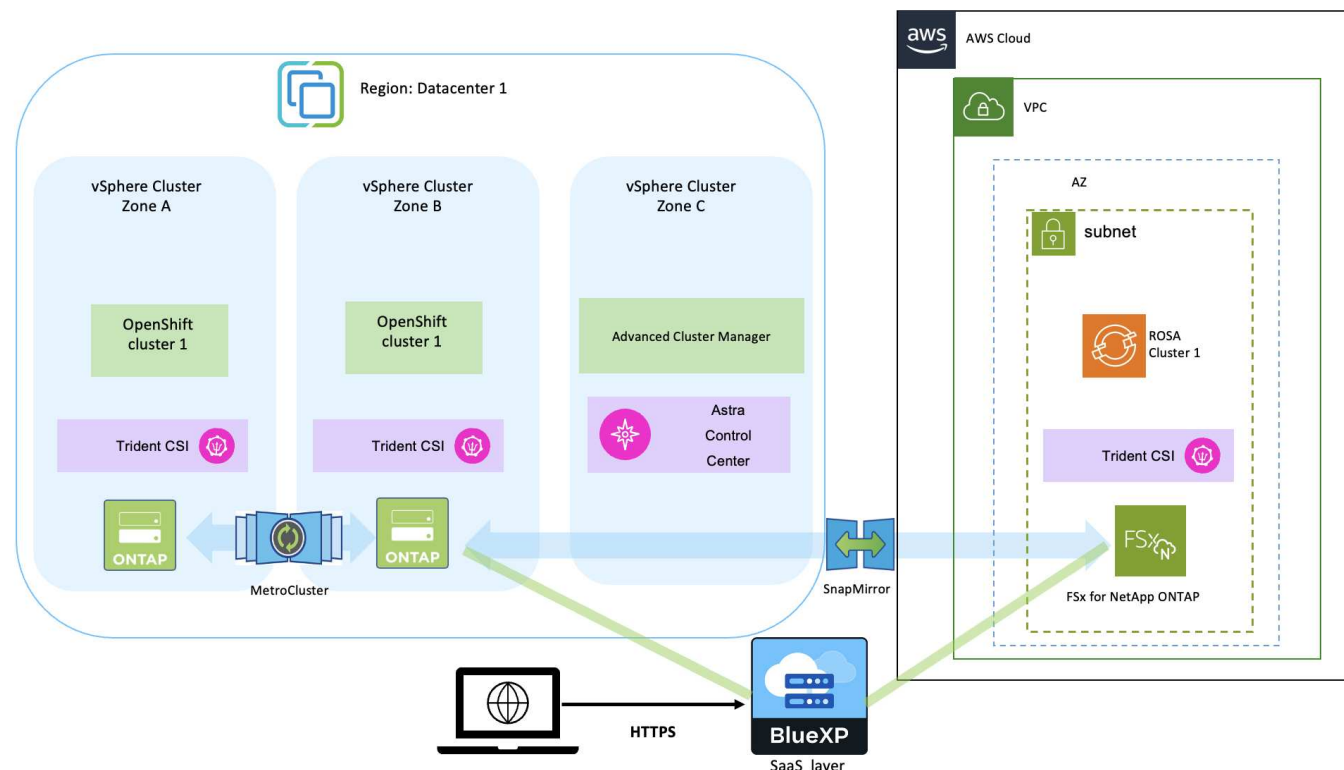 Region: Datacenter 1
aws
AWS Cloud
VPC
AZ
subnet
vSphere Cluster
Zone A
vSphere Cluster
Zone B
vSphere Cluster
Zone C
OpenShift
cluster 1
OpenShift
cluster 1
Advanced Cluster Manager
ROSA
Cluster 1
Trident CSI
Trident CSI
Astra
Control
Center
Trident CSI
ONTAP
MetroCluster
ONTAP
SnapMirror
FSx
N
FSx for NetApp ONTAP
HTTPS
BlueXP
SaaS layer